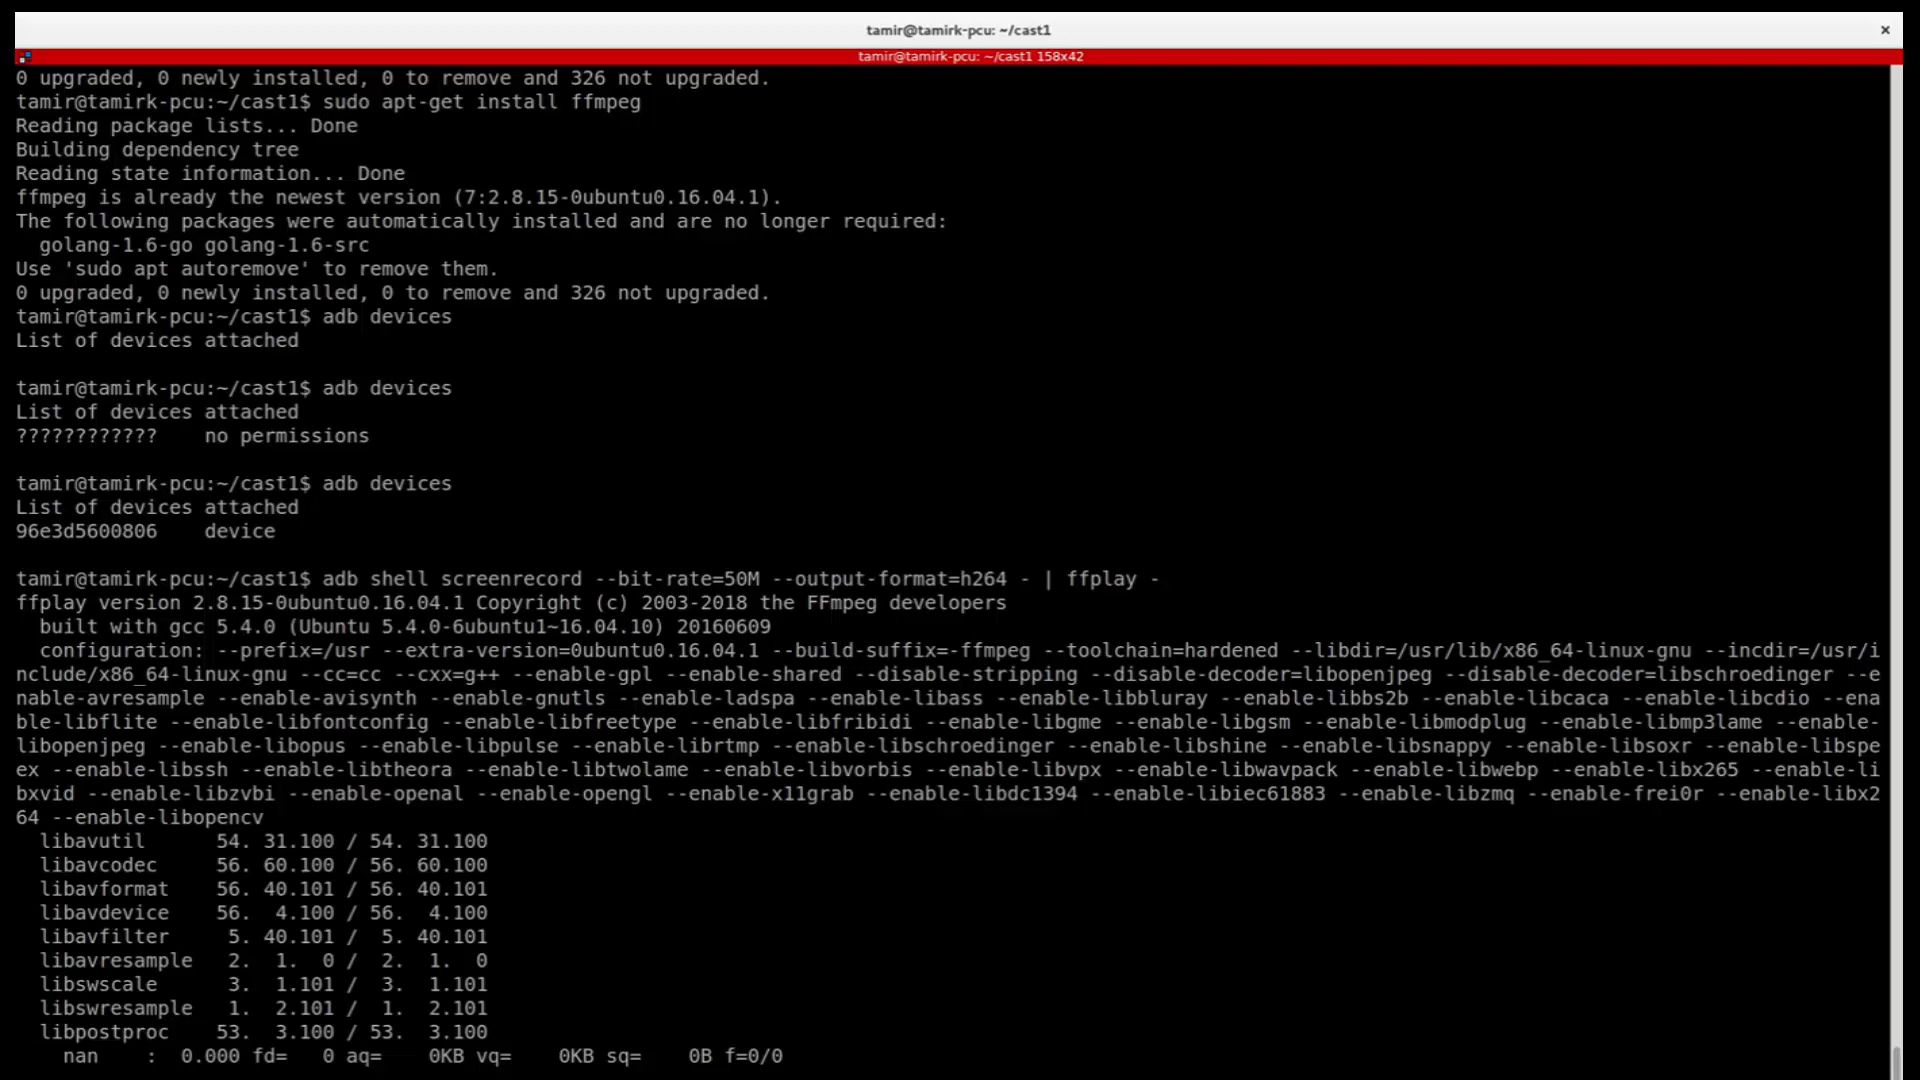 tamir@tamirk-pcu: ~/cast1
tamir@tamirk-pcu: ~/cast1 158x42
0 upgraded, 0 newly installed, 0 to remove and 326 not upgraded.
tamir@tamirk-pcu:~/cast1$ sudo apt-get install ffmpeg
Reading package lists... Done
Building dependency tree
Reading state information... Done
ffmpeg is already the newest version (7:2.8.15-0ubuntu0.16.04.1).
The following packages were automatically installed and are no longer required:
  golang-1.6-go golang-1.6-src
Use 'sudo apt autoremove' to remove them.
0 upgraded, 0 newly installed, 0 to remove and 326 not upgraded.
tamir@tamirk-pcu:~/cast1$ adb devices
List of devices attached
tamir@tamirk-pcu:~/cast1$ adb devices
List of devices attached
????????????    no permissions
tamir@tamirk-pcu:~/cast1$ adb devices
List of devices attached
96e3d5600806    device
tamir@tamirk-pcu:~/cast1$ adb shell screenrecord --bit-rate=50M --output-format=h264 - | ffplay -
ffplay version 2.8.15-0ubuntu0.16.04.1 Copyright (c) 2003-2018 the FFmpeg developers
  built with gcc 5.4.0 (Ubuntu 5.4.0-6ubuntu1~16.04.10) 20160609
  configuration: --prefix=/usr --extra-version=0ubuntu0.16.04.1 --build-suffix=-ffmpeg --toolchain=hardened --libdir=/usr/lib/x86_64-linux-gnu --incdir=/usr/i
nclude/x86_64-linux-gnu --cc=cc --cxx=g++ --enable-gpl --enable-shared --disable-stripping --disable-decoder=libopenjpeg --disable-decoder=libschroedinger --e
nable-avresample --enable-avisynth --enable-gnutls --enable-ladspa --enable-libass --enable-libbluray --enable-libbs2b --enable-libcaca --enable-libcdio --ena
ble-libflite --enable-libfontconfig --enable-libfreetype --enable-libfribidi --enable-libgme --enable-libgsm --enable-libmodplug --enable-libmp3lame --enable-
libopenjpeg --enable-libopus --enable-libpulse --enable-librtmp --enable-libschroedinger --enable-libshine --enable-libsnappy --enable-libsoxr --enable-libspe
ex --enable-libssh --enable-libtheora --enable-libtwolame --enable-libvorbis --enable-libvpx --enable-libwavpack --enable-libwebp --enable-libx265 --enable-li
bxvid --enable-libzvbi --enable-openal --enable-opengl --enable-x11grab --enable-libdc1394 --enable-libiec61883 --enable-libzmq --enable-frei0r --enable-libx2
64 --enable-libopencv
  libavutil      54. 31.100 / 54. 31.100
  libavcodec     56. 60.100 / 56. 60.100
  libavformat    56. 40.101 / 56. 40.101
  libavdevice    56.  4.100 / 56.  4.100
  libavfilter     5. 40.101 /  5. 40.101
  libavresample   2.  1.  0 /  2.  1.  0
  libswscale      3.  1.101 /  3.  1.101
  libswresample   1.  2.101 /  1.  2.101
  libpostproc    53.  3.100 / 53.  3.100
    nan    :  0.000 fd=   0 aq=    0KB vq=    0KB sq=    0B f=0/0